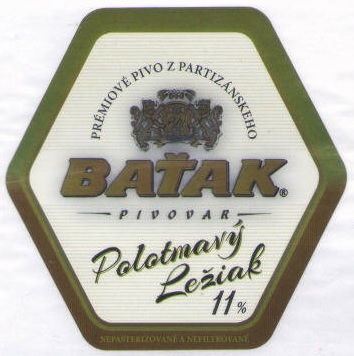 PRÉMIOVÉ PIVO Z PARTIZÁNSKEHO
BAŤAK®
PIVOVAR
Polotmavý
Ležiak
11%
NEPASTERIZOVANÉ A NEFILTROVANÉ